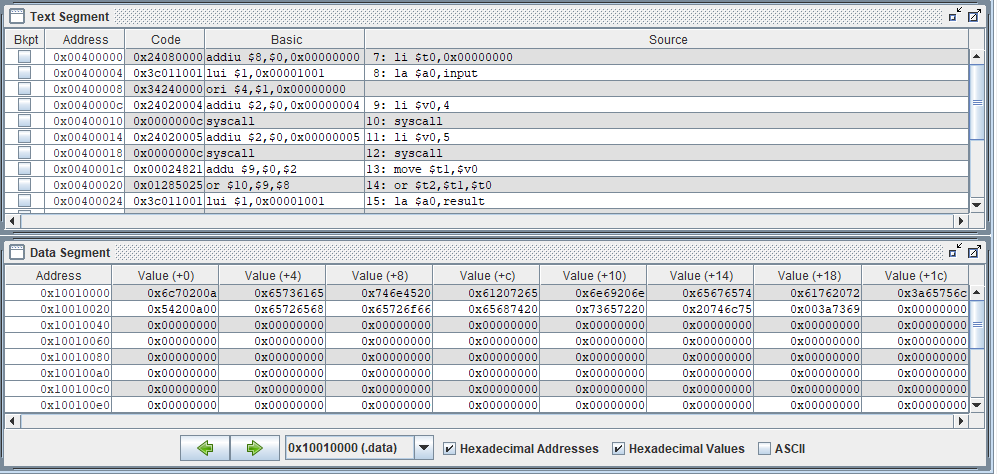 Text Segment
Bkpt Address Code Basic Source
0x00400000 0x24080000 addiu $8,$0,0x00000000 7: li $t0,0x00000000
0x00400004 0x3c011001 lui $1,0x00001001 8: la $a0,input
0x00400008 0x34240000 ori $4,$1,0x00000000
0x0040000c 0x24020004 addiu $2,$0,0x00000004 9: li $v0,4
0x00400010 0x0000000c syscall 10: syscall
0x00400014 0x24020005 addiu $2,$0,0x00000005 11: li $v0,5
0x00400018 0x0000000c syscall 12: syscall
0x0040001c 0x00024821 addu $9,$0,$2 13: move $t1,$v0
0x00400020 0x01285025 or $10,$9,$8 14: or $t2,$t1,$t0
0x00400024 0x3c011001 lui $1,0x00001001 15: la $a0,result
Data Segment
Address Value (+0) Value (+4) Value (+8) Value (+c) Value (+10) Value (+14) Value (+18) Value (+1c)
0x10010000 0x6c70200a 0x65736165 0x746e4520 0x61207265 0x6e69206e 0x65676574 0x61762072 0x3a65756c
0x10010020 0x54200a00 0x65726568 0x65726f66 0x65687420 0x73657220 0x20746c75 0x003a7369 0x00000000
0x10010040 0x00000000 0x00000000 0x00000000 0x00000000 0x00000000 0x00000000 0x00000000 0x00000000
0x10010060 0x00000000 0x00000000 0x00000000 0x00000000 0x00000000 0x00000000 0x00000000 0x00000000
0x10010080 0x00000000 0x00000000 0x00000000 0x00000000 0x00000000 0x00000000 0x00000000 0x00000000
0x100100a0 0x00000000 0x00000000 0x00000000 0x00000000 0x00000000 0x00000000 0x00000000 0x00000000
0x100100c0 0x00000000 0x00000000 0x00000000 0x00000000 0x00000000 0x00000000 0x00000000 0x00000000
0x100100e0 0x00000000 0x00000000 0x00000000 0x00000000 0x00000000 0x00000000 0x00000000 0x00000000
0x10010000 (.data) Hexadecimal Addresses Hexadecimal Values ASCII